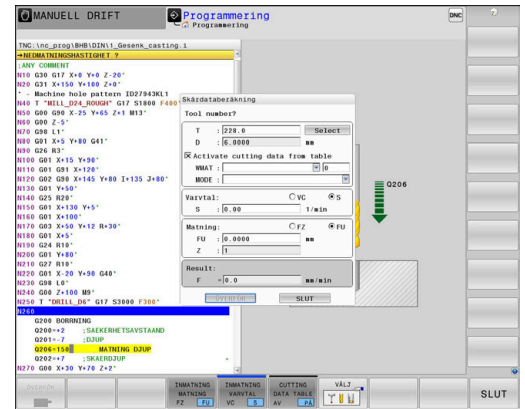 MANUELL DRIFT
Programmering
Programmering
DNC
TNC:\nc_prog\BHB\DIN\1_Gesenk_casting.i
→NEDMATNINGSHASTIGHET ?
;ANY COMMENT
N10 G30 G17 X+0 Y+0 Z-20*
N20 G31 X+150 Y+100 Z+0*
* - Machine hole pattern ID27943KL1
N40 T "MILL_D24_ROUGH" G17 S1800 F400*
N50 G00 G90 X-25 Y+65 Z+1 M13*
N60 G00 Z-5*
N70 G98 L1*
N80 G01 X+5 Y+80 G41*
N90 G26 R3*
N100 G01 X+15 Y+90*
N110 G01 G91 X+120*
N120 G02 G90 X+145 Y+80 I+135 J+80*
N130 G01 Y+50*
N140 G25 R20*
N150 G01 X+130 Y+5*
N160 G01 X+100*
N170 G03 X+50 Y+12 R+30*
N180 G01 X+5*
N190 G24 R10*
N200 G01 Y+80*
N210 G27 R10*
N220 G01 X-20 Y+90 G40*
N230 G98 L0*
N240 G00 Z+100 M9*
N250 T "DRILL_D6" G17 S3000 F300*
N260
G200 BORRNING
Q200=+2 ;SAEKERHETSAVSTAAND
Q201=-7 ;DJUP
Q206=150 MATNING DJUP
Q202=+7 ;SKAERDJUP
N270 G00 X+30 Y+70 Z+2*
Skärdataberäkning
Tool number?
T : 228.0 Select
D : 6.0000 mm
Activate cutting data from table
WMAT : 0
MODE :
Varvtal: VC S
S : 0.00 1/min
Matning: FZ FU
FU : 0.0000 mm
Z : 1
Result:
F = 0.0 mm/min
ÖVERFÖR SLUT
Q206
ÖVERFÖR
INMATNING MATNING FZ FU
INMATNING VARVTAL VC S
CUTTING DATA TABLE AV PÅ
VÄLJ
SLUT